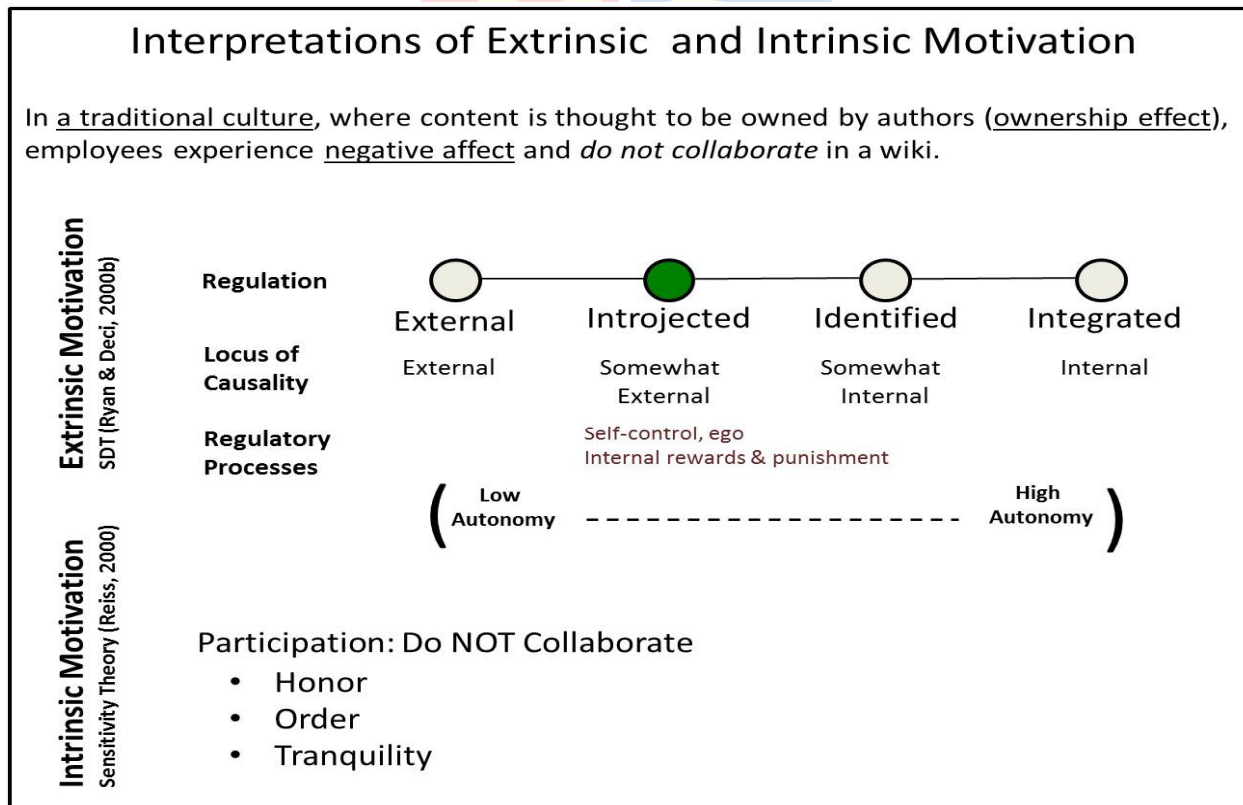 Interpretations of Extrinsic and Intrinsic Motivation
In a traditional culture, where content is thought to be owned by authors (ownership effect),
employees experience negative affect and do not collaborate in a wiki.
Extrinsic Motivation
SDT (Ryan & Deci, 2000b)
Regulation
External Introjected Identified Integrated
Locus of
Causality
External Somewhat External Somewhat Internal Internal
Regulatory
Processes
Self-control, ego
Internal rewards & punishment
( Low Autonomy – – – – – – – – – – – – – – – – – – – High Autonomy )
Intrinsic Motivation
Sensitivity Theory (Reiss, 2000)
Participation: Do NOT Collaborate
• Honor
• Order
• Tranquility